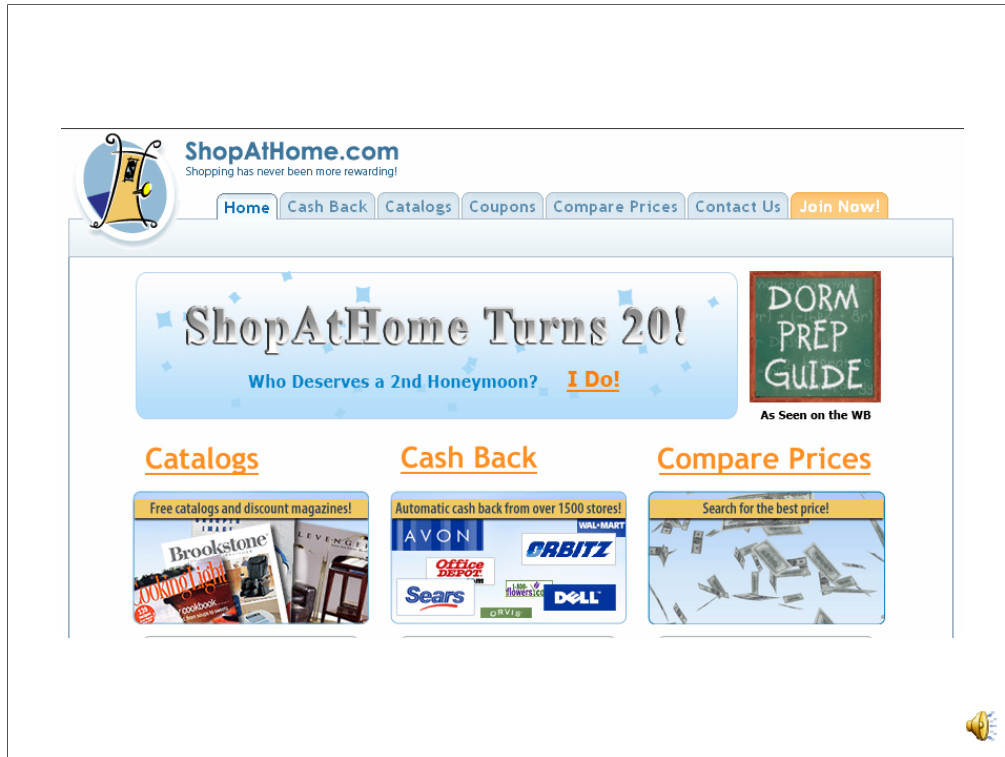 ShopAtHome.com
Shopping has never been more rewarding!
Home Cash Back Catalogs Coupons Compare Prices Contact Us Join Now!
ShopAtHome Turns 20!
Who Deserves a 2nd Honeymoon? I Do!
DORM
PREP
GUIDE
As Seen on the WB
Catalogs
Free catalogs and discount magazines!
Brookstone
LEVENGER
Cooking Light
cookbook
Cash Back
Automatic cash back from over 1500 stores!
WAL★MART
AVON
ORBITZ
Office
DEPOT
.com
Sears
1-800-
flowers.co
DELL™
ORVIS
Compare Prices
Search for the best price!